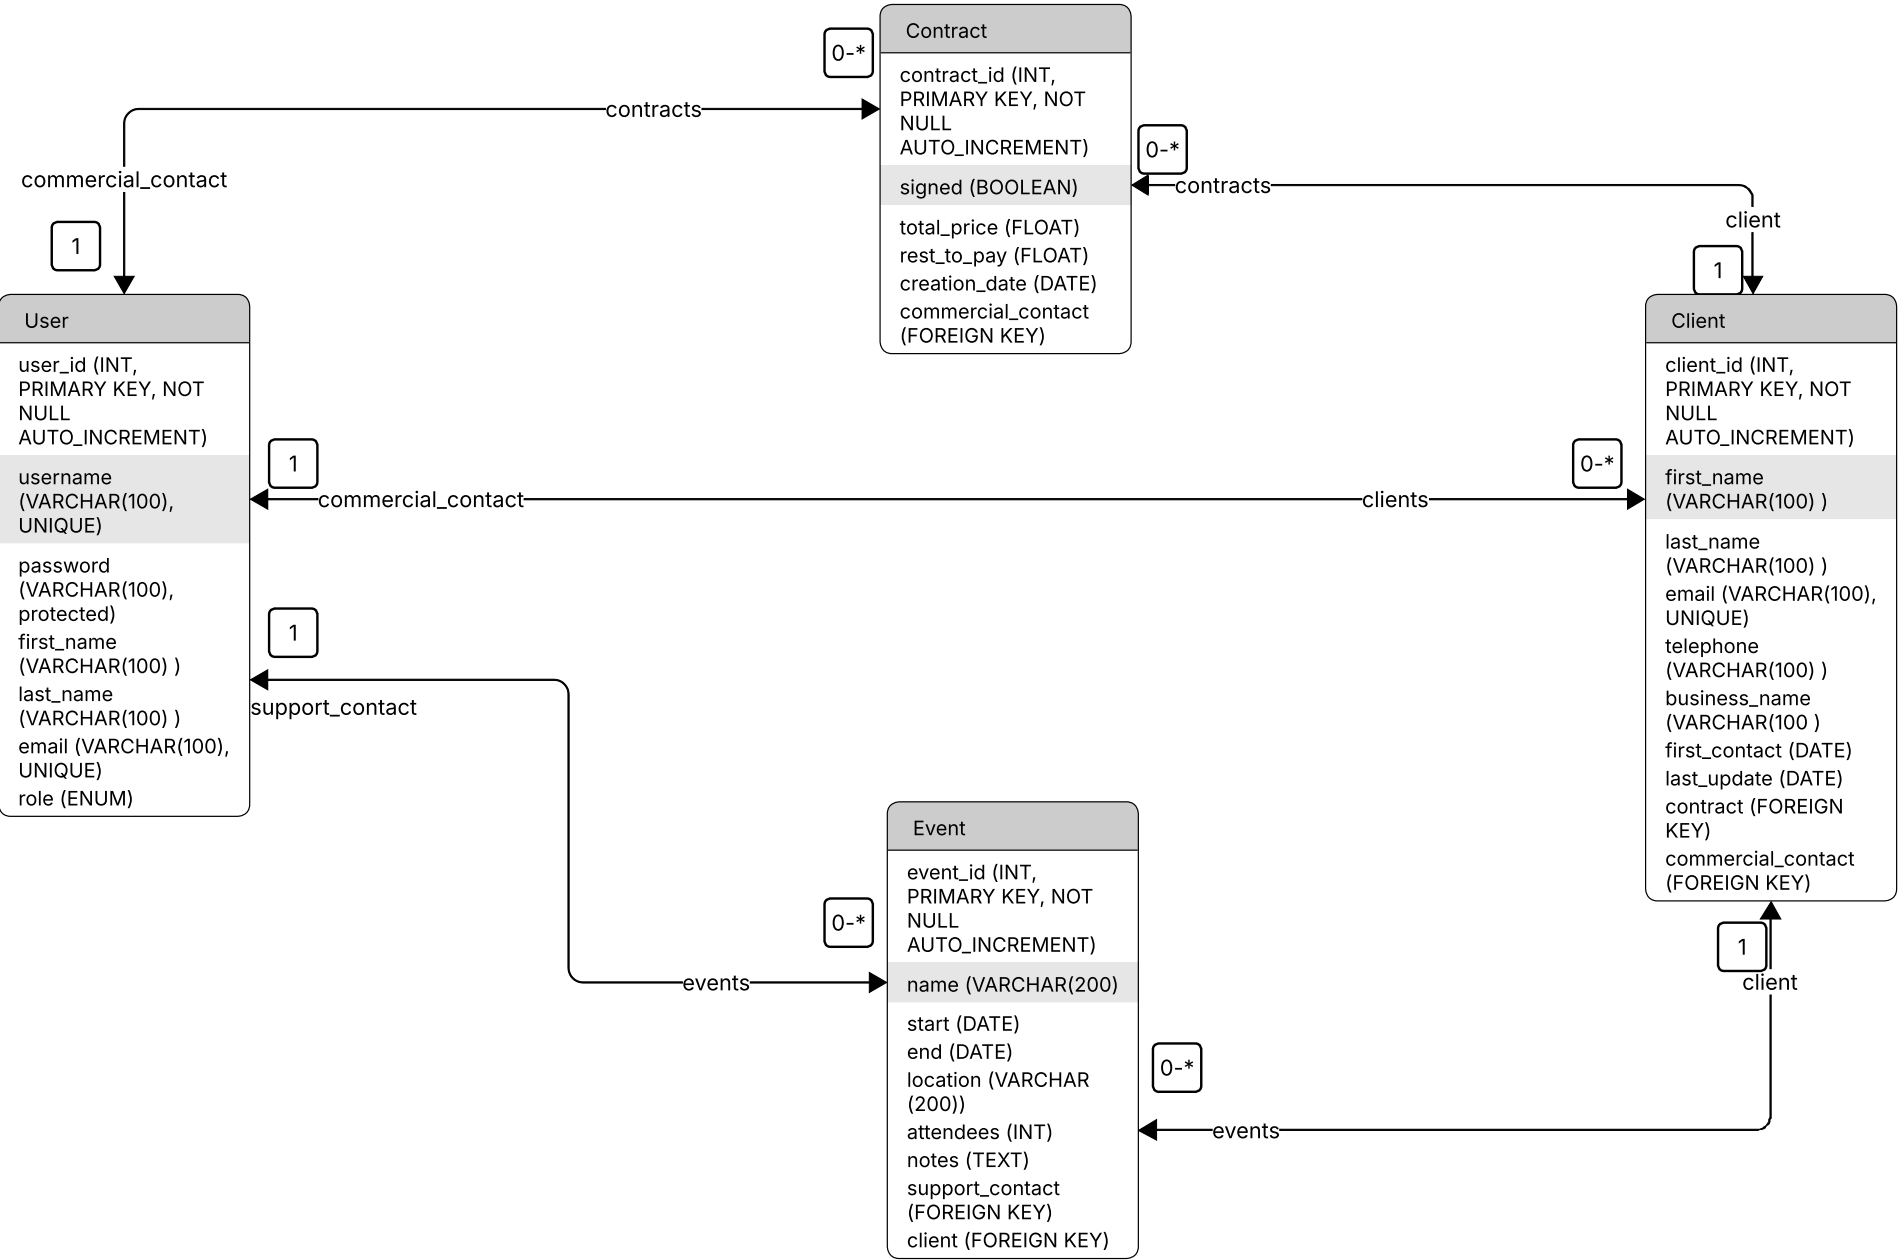 Contract
contract_id (INT,
PRIMARY KEY, NOT
NULL
AUTO_INCREMENT)
signed (BOOLEAN)
total_price (FLOAT)
rest_to_pay (FLOAT)
creation_date (DATE)
commercial_contact
(FOREIGN KEY)
0-*
contracts
commercial_contact
1
0-*
contracts
client
1
User
user_id (INT,
PRIMARY KEY, NOT
NULL
AUTO_INCREMENT)
username
(VARCHAR(100),
UNIQUE)
password
(VARCHAR(100),
protected)
first_name
(VARCHAR(100) )
last_name
(VARCHAR(100) )
email (VARCHAR(100),
UNIQUE)
role (ENUM)
1
commercial_contact
clients
0-*
Client
client_id (INT,
PRIMARY KEY, NOT
NULL
AUTO_INCREMENT)
first_name
(VARCHAR(100) )
last_name
(VARCHAR(100) )
email (VARCHAR(100),
UNIQUE)
telephone
(VARCHAR(100) )
business_name
(VARCHAR(100 )
first_contact (DATE)
last_update (DATE)
contract (FOREIGN
KEY)
commercial_contact
(FOREIGN KEY)
1
support_contact
0-*
events
Event
event_id (INT,
PRIMARY KEY, NOT
NULL
AUTO_INCREMENT)
name (VARCHAR(200)
start (DATE)
end (DATE)
location (VARCHAR
(200))
attendees (INT)
notes (TEXT)
support_contact
(FOREIGN KEY)
client (FOREIGN KEY)
1
client
0-*
events